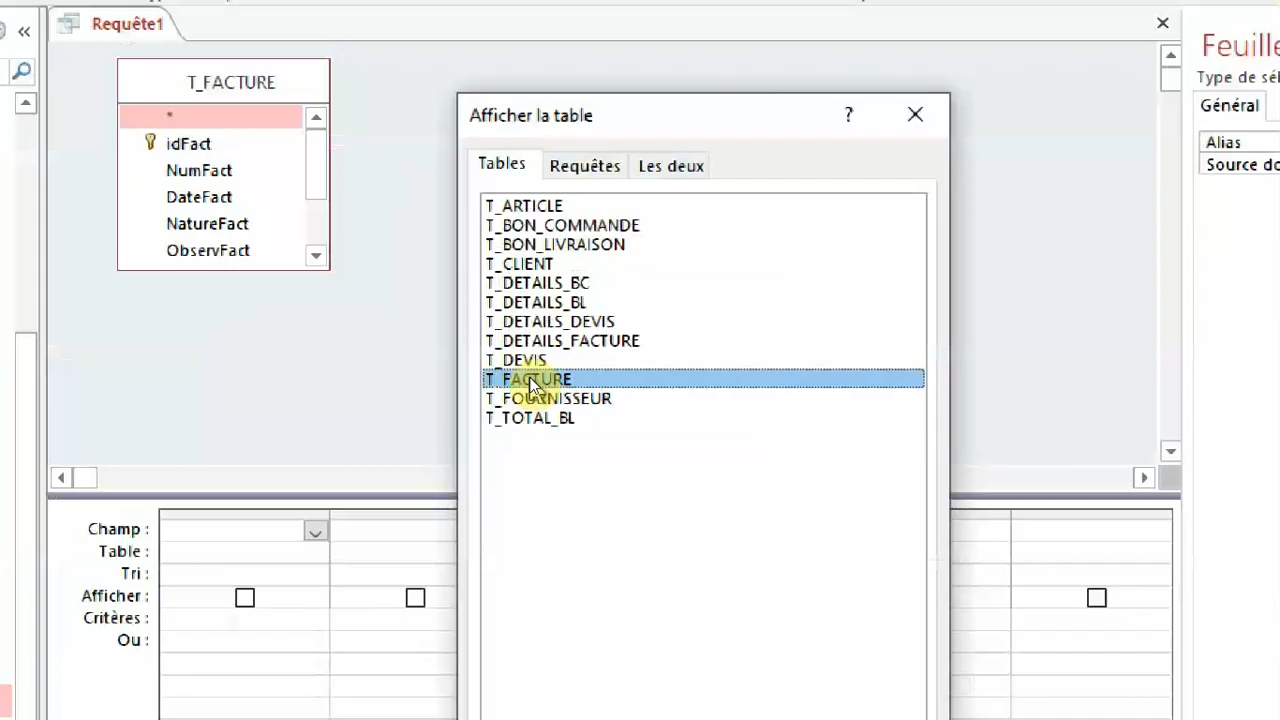 Requête1
Feuille
Type de sél
Général
Alias
Source do
T_FACTURE
*
idFact
NumFact
DateFact
NatureFact
ObservFact
Afficher la table
?
Tables
Requêtes
Les deux
T_ARTICLE
T_BON_COMMANDE
T_BON_LIVRAISON
T_CLIENT
T_DETAILS_BC
T_DETAILS_BL
T_DETAILS_DEVIS
T_DETAILS_FACTURE
T_DEVIS
T_FACTURE
T_FOURNISSEUR
T_TOTAL_BL
Champ :
Table :
Tri :
Afficher :
Critères :
Ou :